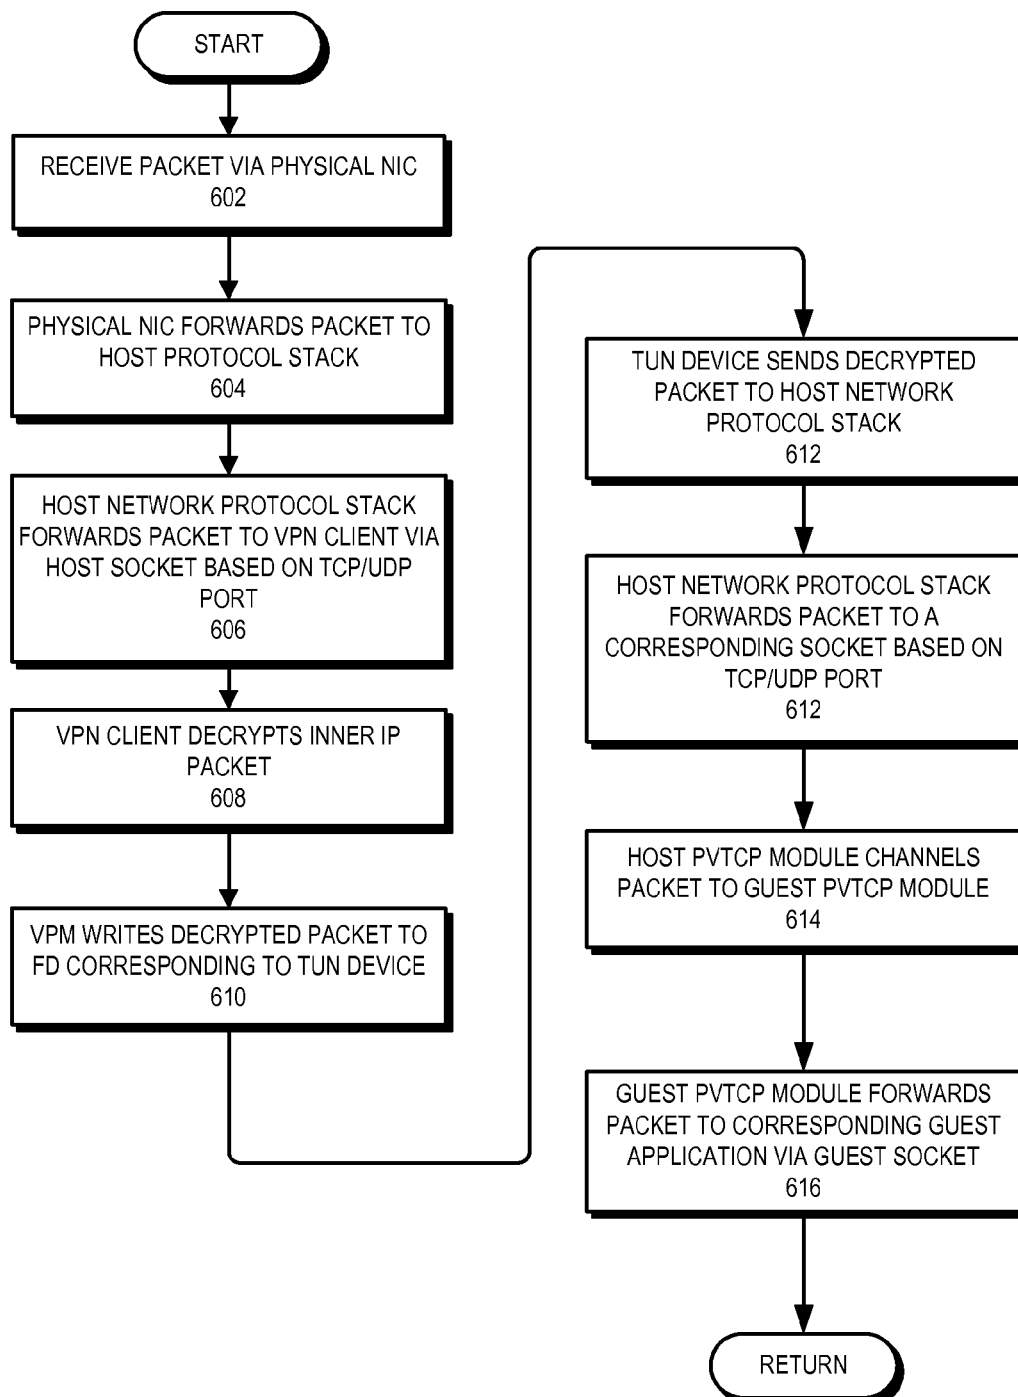 START
RECEIVE PACKET VIA PHYSICAL NIC
602
PHYSICAL NIC FORWARDS PACKET TO
HOST PROTOCOL STACK
604
HOST NETWORK PROTOCOL STACK
FORWARDS PACKET TO VPN CLIENT VIA
HOST SOCKET BASED ON TCP/UDP
PORT
606
VPN CLIENT DECRYPTS INNER IP
PACKET
608
VPM WRITES DECRYPTED PACKET TO
FD CORRESPONDING TO TUN DEVICE
610
TUN DEVICE SENDS DECRYPTED
PACKET TO HOST NETWORK
PROTOCOL STACK
612
HOST NETWORK PROTOCOL STACK
FORWARDS PACKET TO A
CORRESPONDING SOCKET BASED ON
TCP/UDP PORT
612
HOST PVTCP MODULE CHANNELS
PACKET TO GUEST PVTCP MODULE
614
GUEST PVTCP MODULE FORWARDS
PACKET TO CORRESPONDING GUEST
APPLICATION VIA GUEST SOCKET
616
RETURN